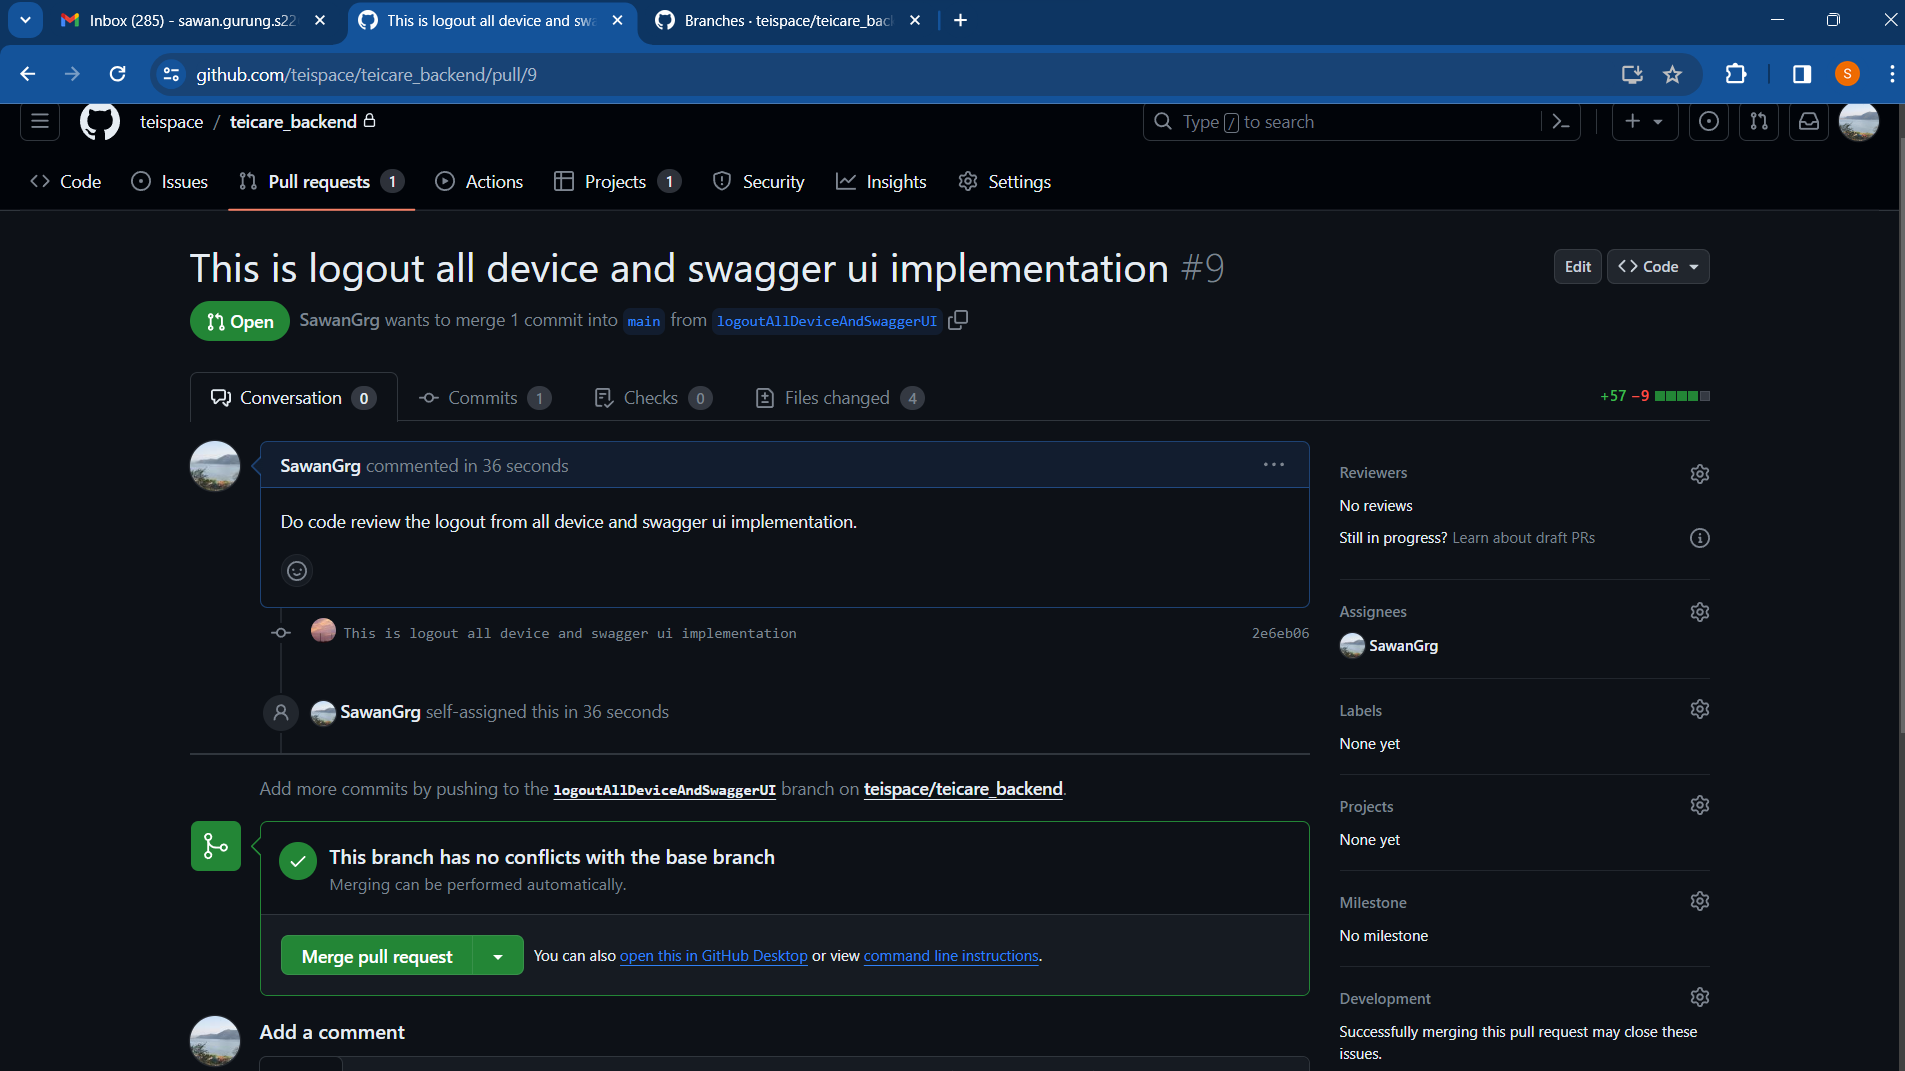 Inbox (285) - sawan.gurung.s22
This is logout all device and swa
Branches · teispace/teicare_bac
github.com/teispace/teicare_backend/pull/9
S
teispace / teicare_backend
Type / to search
Code
Issues
Pull requests 1
Actions
Projects 1
Security
Insights
Settings
This is logout all device and swagger ui implementation #9
Edit
Code
Open
SawanGrg wants to merge 1 commit into main from logoutAllDeviceAndSwaggerUI
Conversation 0
Commits 1
Checks 0
Files changed 4
+57 −9
SawanGrg commented in 36 seconds
Do code review the logout from all device and swagger ui implementation.
This is logout all device and swagger ui implementation
2e6eb06
SawanGrg self-assigned this in 36 seconds
Add more commits by pushing to the logoutAllDeviceAndSwaggerUI branch on teispace/teicare_backend.
This branch has no conflicts with the base branch
Merging can be performed automatically.
Merge pull request
You can also open this in GitHub Desktop or view command line instructions.
Add a comment
Reviewers
No reviews
Still in progress? Learn about draft PRs
Assignees
SawanGrg
Labels
None yet
Projects
None yet
Milestone
No milestone
Development
Successfully merging this pull request may close these
issues.